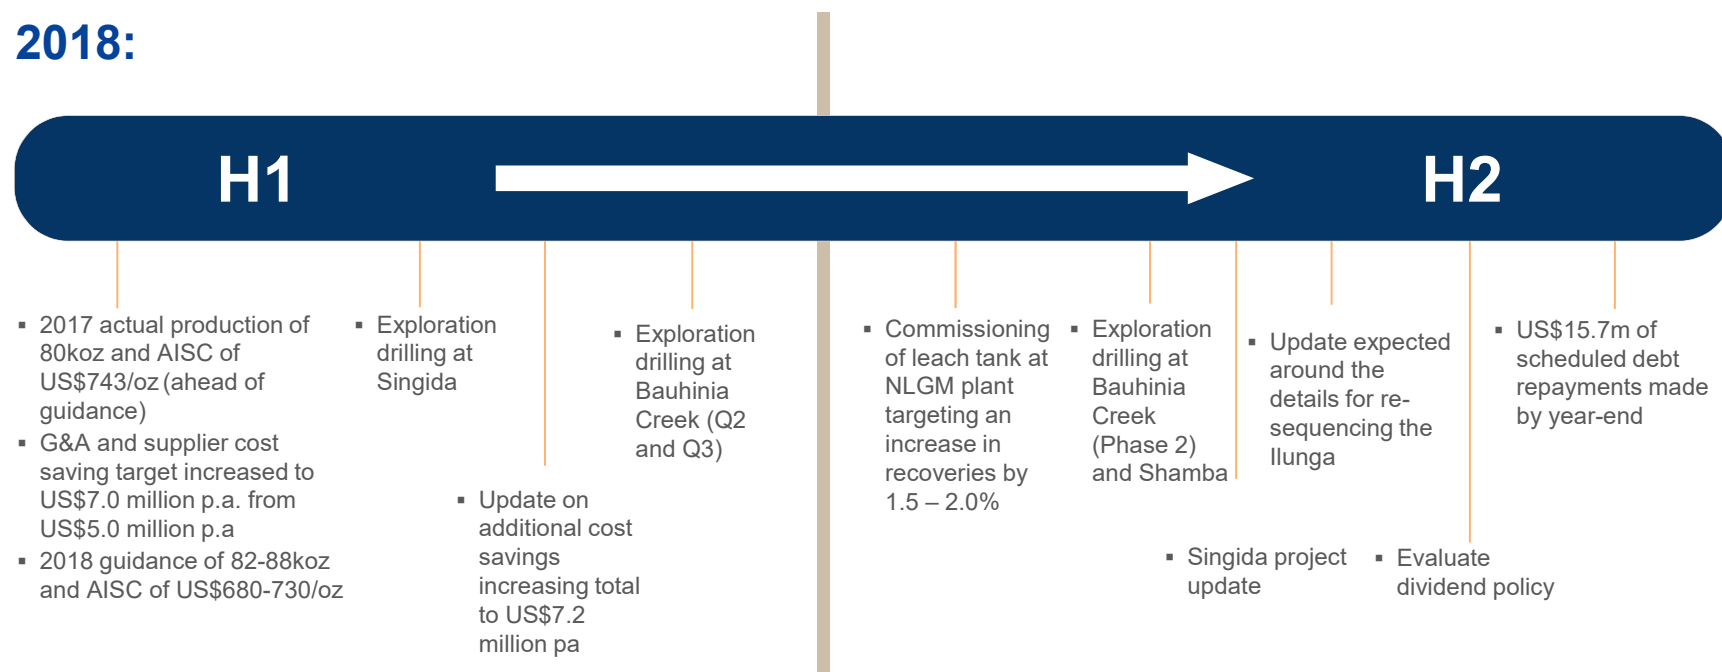 2018:
H1
H2
▪ 2017 actual production of
80koz and AISC of
US$743/oz (ahead of
guidance)
▪ G&A and supplier cost
saving target increased to
US$7.0 million p.a. from
US$5.0 million p.a
▪ 2018 guidance of 82-88koz
and AISC of US$680-730/oz
▪ Exploration
drilling at
Singida
▪ Update on
additional cost
savings
increasing total
to US$7.2
million pa
▪ Exploration
drilling at
Bauhinia
Creek (Q2
and Q3)
▪ Commissioning
of leach tank at
NLGM plant
targeting an
increase in
recoveries by
1.5 – 2.0%
▪ Exploration
drilling at
Bauhinia
Creek
(Phase 2)
and Shamba
▪ Singida project
update
▪ Update expected
around the
details for re-
sequencing the
Ilunga
▪ Evaluate
dividend policy
▪ US$15.7m of
scheduled debt
repayments made
by year-end